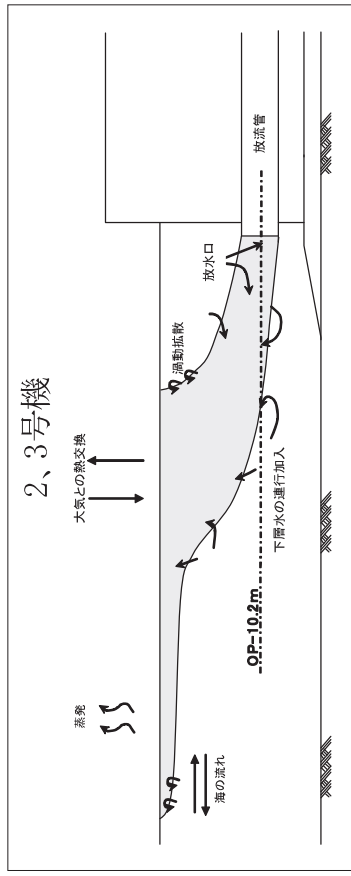 2、3号機
蒸発
大気との熱交換
渦動拡散
放水口
放流管
海の流れ
OP-10.2m
下層水の連行加入